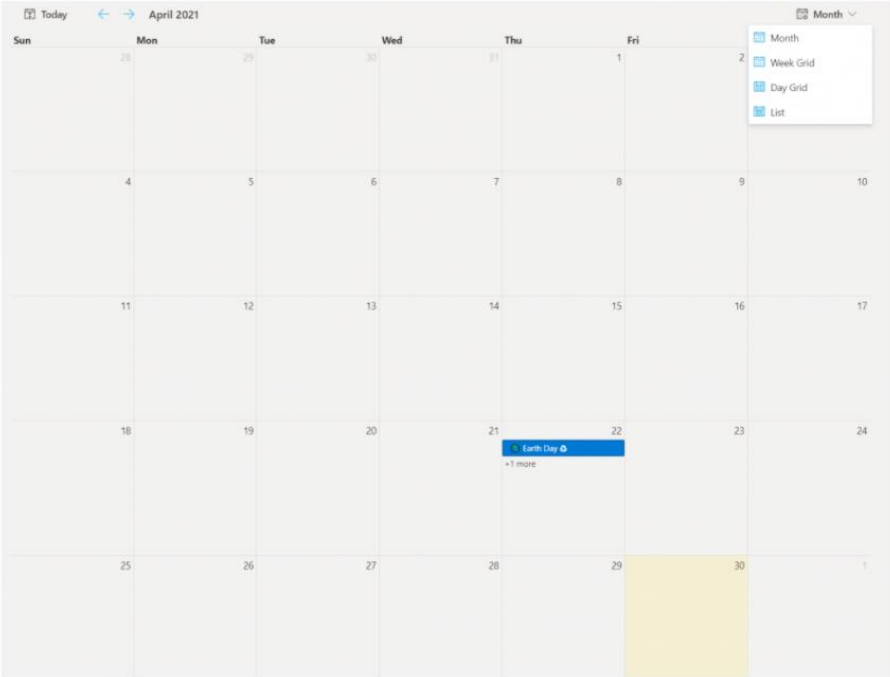 Today April 2021 Month
Sun Mon Tue Wed Thu Fri
Month
Week Grid
Day Grid
List
28 29 30 31 1 2
4 5 6 7 8 9 10
11 12 13 14 15 16 17
18 19 20 21 22 23 24
Earth Day
+1 more
25 26 27 28 29 30 1